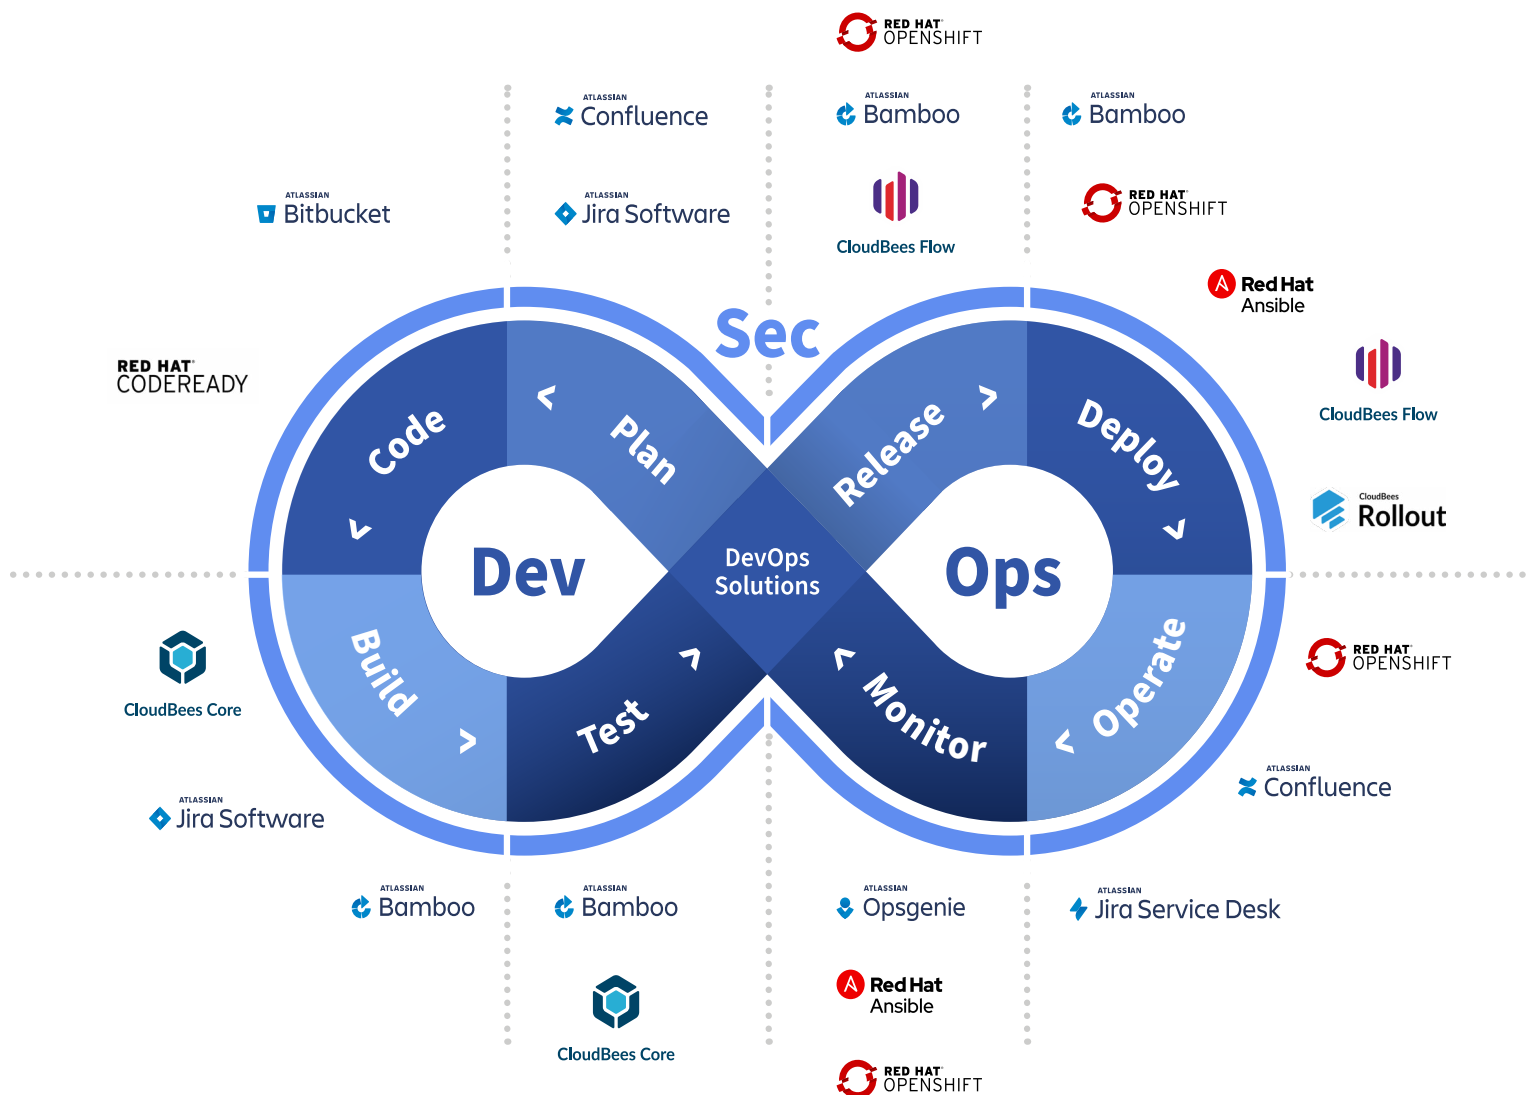 RED HAT®
OPENSHIFT
ATLASSIAN
Confluence
ATLASSIAN
Bamboo
ATLASSIAN
Bamboo
ATLASSIAN
Bitbucket
ATLASSIAN
Jira Software
CloudBees Flow
RED HAT®
OPENSHIFT
Red Hat
Ansible
Sec
RED HAT®
CODEREADY
CloudBees Flow
Code
Plan
Release
Deploy
CloudBees
Rollout
Dev
DevOps
Solutions
Ops
Build
Test
Monitor
Operate
CloudBees Core
RED HAT®
OPENSHIFT
ATLASSIAN
Jira Software
ATLASSIAN
Confluence
ATLASSIAN
Bamboo
ATLASSIAN
Bamboo
ATLASSIAN
Opsgenie
ATLASSIAN
Jira Service Desk
CloudBees Core
Red Hat
Ansible
RED HAT®
OPENSHIFT